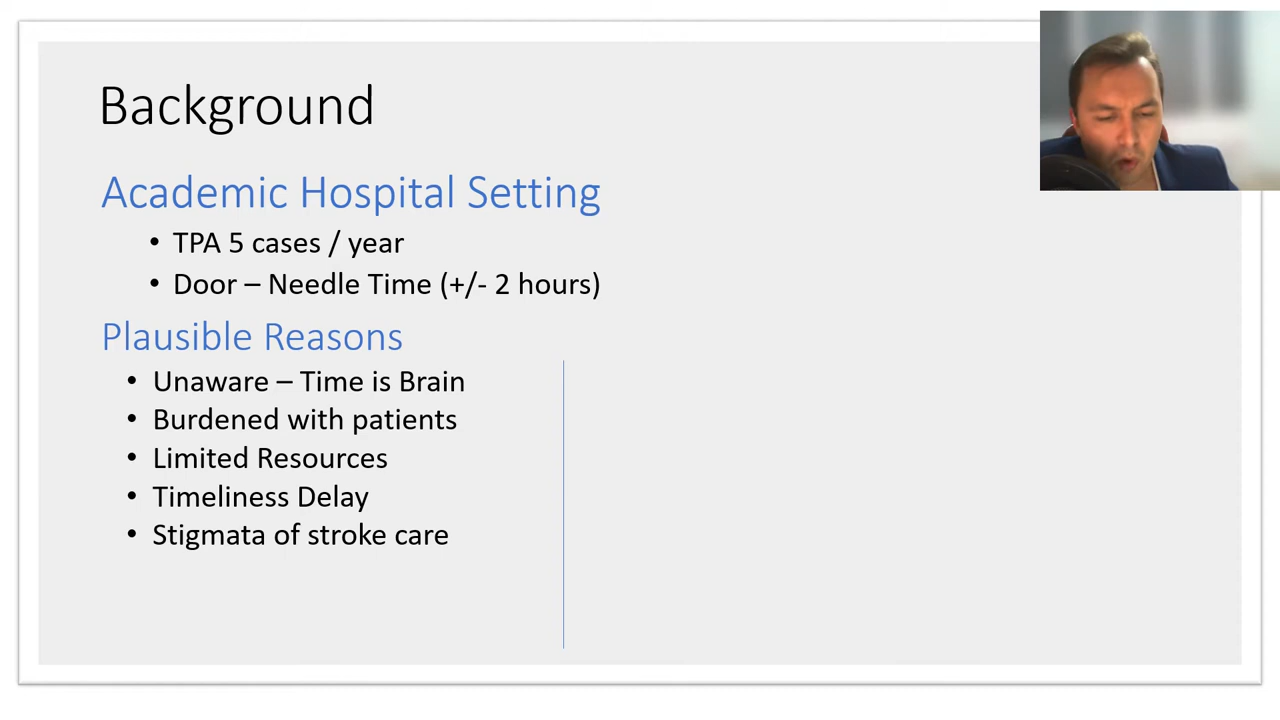 Background
Academic Hospital Setting
• TPA 5 cases / year
• Door – Needle Time (+/- 2 hours)
Plausible Reasons
• Unaware – Time is Brain
• Burdened with patients
• Limited Resources
• Timeliness Delay
• Stigmata of stroke care